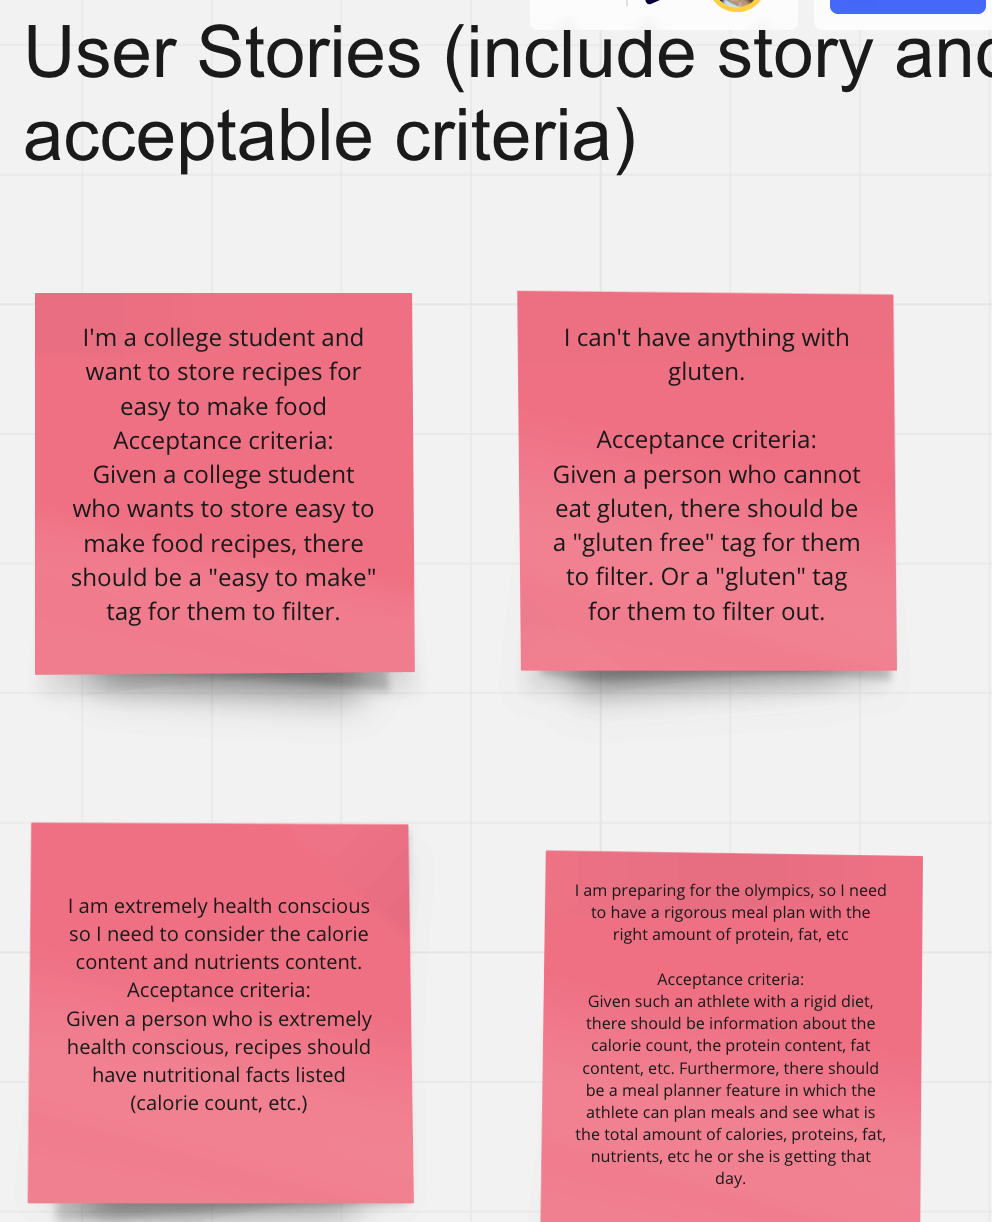 User Stories (include story and
acceptable criteria)
I'm a college student and
want to store recipes for
easy to make food
Acceptance criteria:
Given a college student
who wants to store easy to
make food recipes, there
should be a "easy to make"
tag for them to filter.
I can't have anything with
gluten.
Acceptance criteria:
Given a person who cannot
eat gluten, there should be
a "gluten free" tag for them
to filter. Or a "gluten" tag
for them to filter out.
I am extremely health conscious
so I need to consider the calorie
content and nutrients content.
Acceptance criteria:
Given a person who is extremely
health conscious, recipes should
have nutritional facts listed
(calorie count, etc.)
I am preparing for the olympics, so I need
to have a rigorous meal plan with the
right amount of protein, fat, etc
Acceptance criteria:
Given such an athlete with a rigid diet,
there should be information about the
calorie count, the protein content, fat
content, etc. Furthermore, there should
be a meal planner feature in which the
athlete can plan meals and see what is
the total amount of calories, proteins, fat,
nutrients, etc he or she is getting that
day.